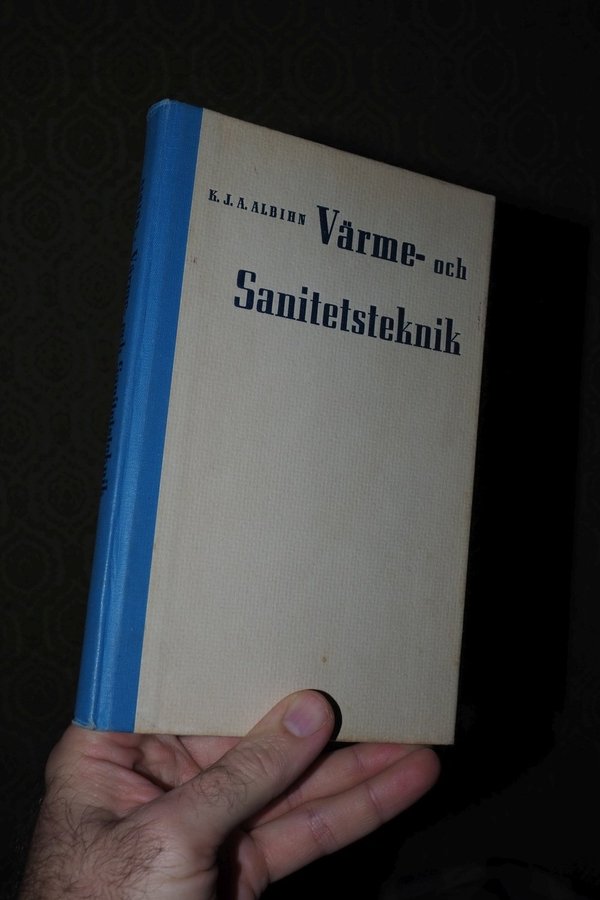 K. J. A. ALBIHN Värme- och
Sanitetsteknik